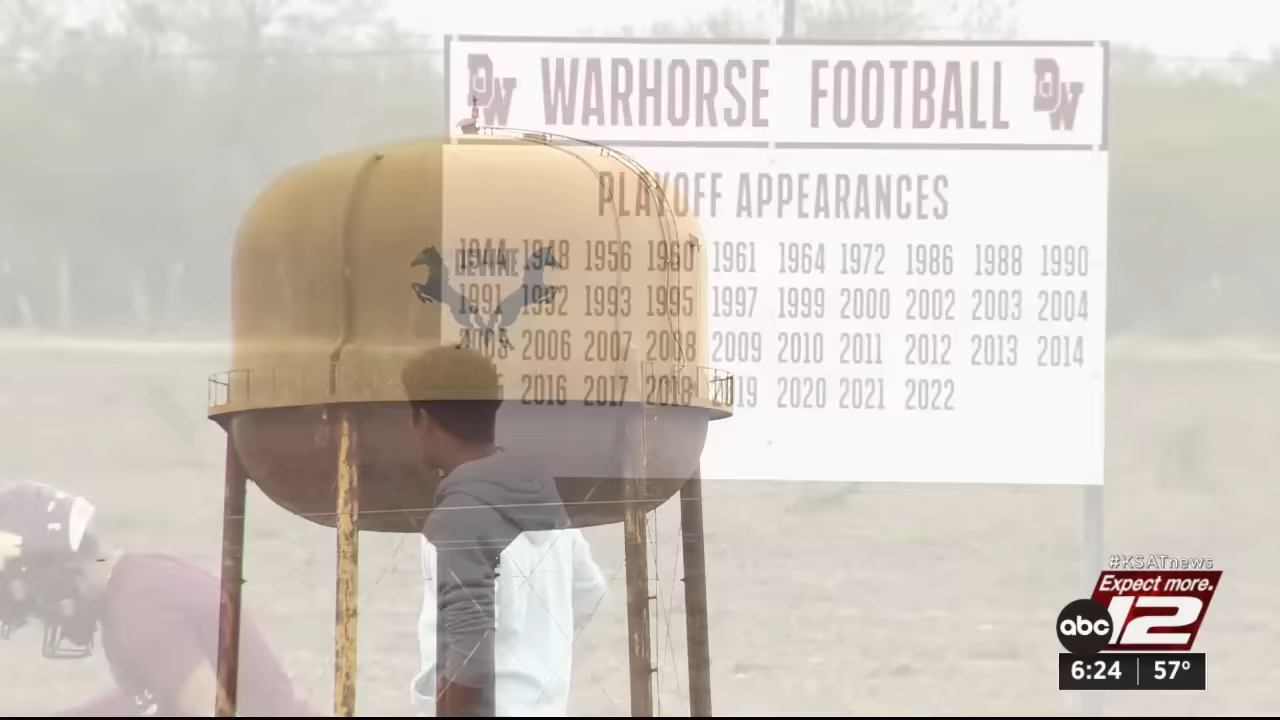 DW WARHORSE FOOTBALL DW
PLAYOFF APPEARANCES
1944 1948 1956 1960 1961 1964 1972 1986 1988 1990
DEVINE
1991 1992 1993 1995 1997 1999 2000 2002 2003 2004
2005 2006 2007 2008 2009 2010 2011 2012 2013 2014
2016 2017 2018 2019 2020 2021 2022
#KSATnews
Expect more.
abc 12
6:24 57°